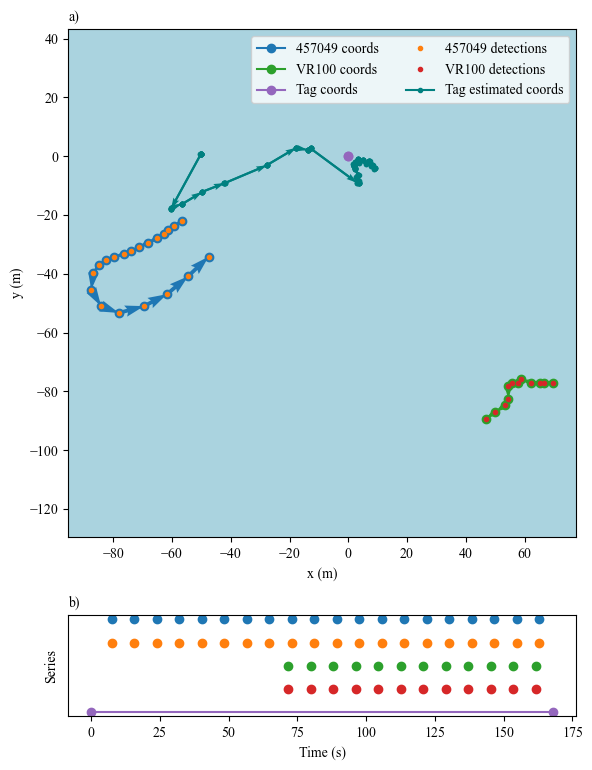 a)
40
20
0
−20
−40
−60
−80
−100
−120
y (m)
457049 coords
VR100 coords
Tag coords
457049 detections
VR100 detections
Tag estimated coords
−80 −60 −40 −20 0 20 40 60
x (m)
b)
Series
0 25 50 75 100 125 150 175
Time (s)